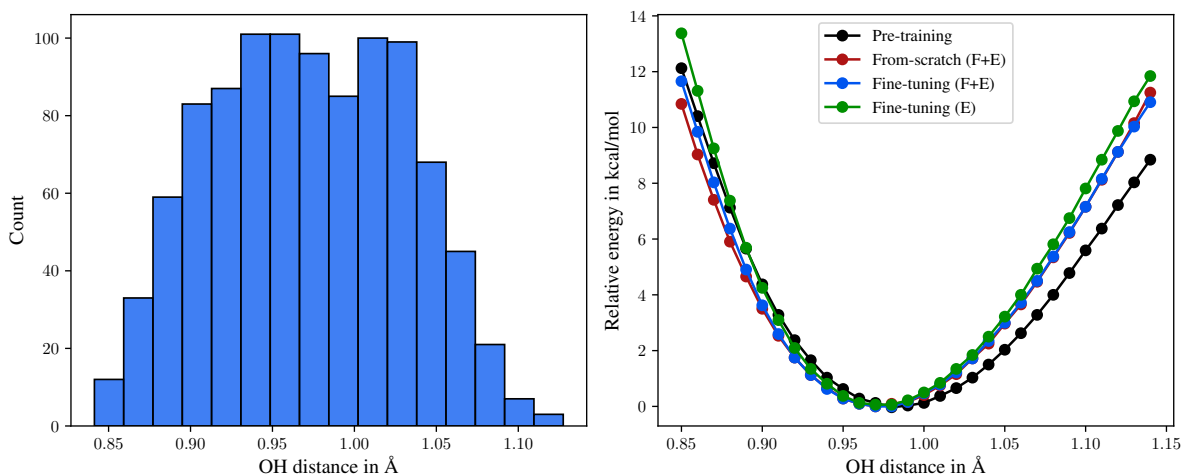 100
80
60
40
20
0
Count
0.85 0.90 0.95 1.00 1.05 1.10
OH distance in Å
14
12
10
8
6
4
2
0
Relative energy in kcal/mol
Pre-training
From-scratch (F+E)
Fine-tuning (F+E)
Fine-tuning (E)
0.85 0.90 0.95 1.00 1.05 1.10 1.15
OH distance in Å